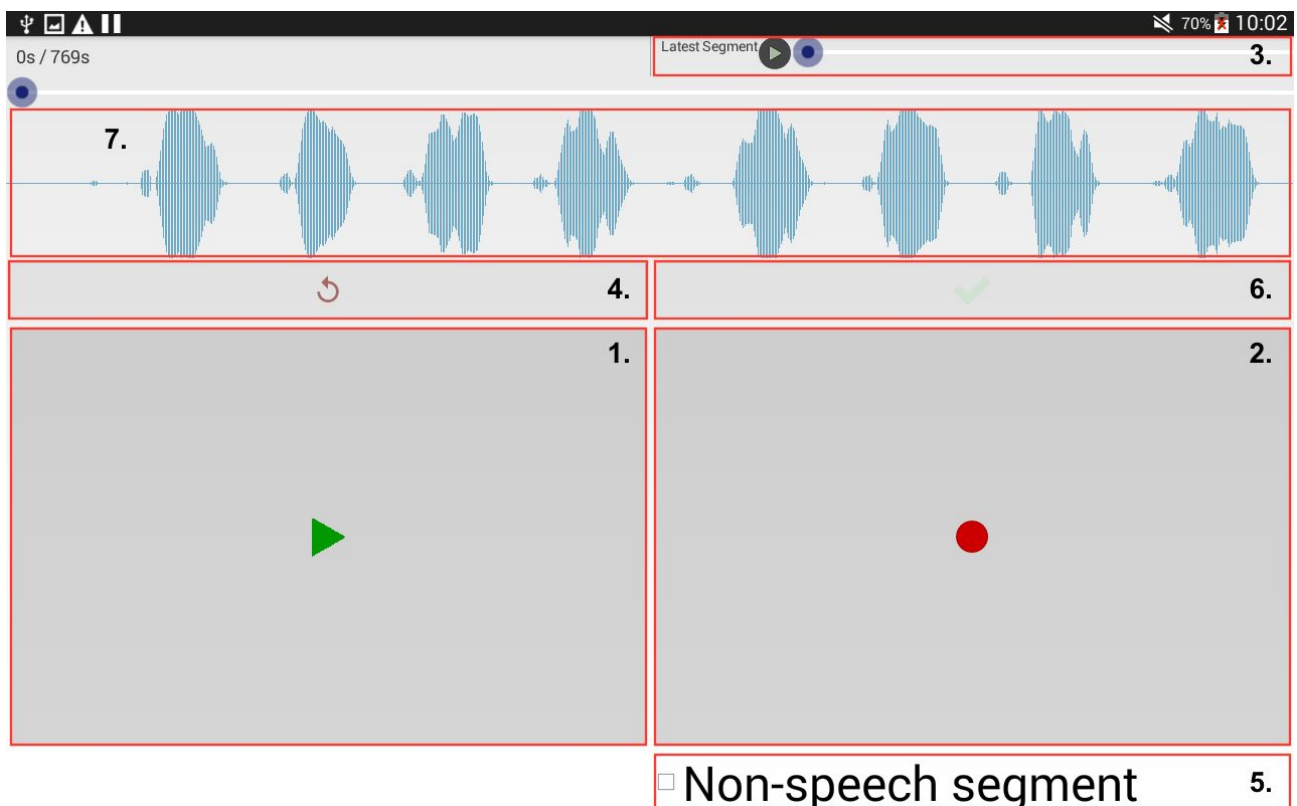 70% 10:02
0s / 769s
Latest Segment
3.
7.
4.
6.
1.
2.
Non-speech segment
5.